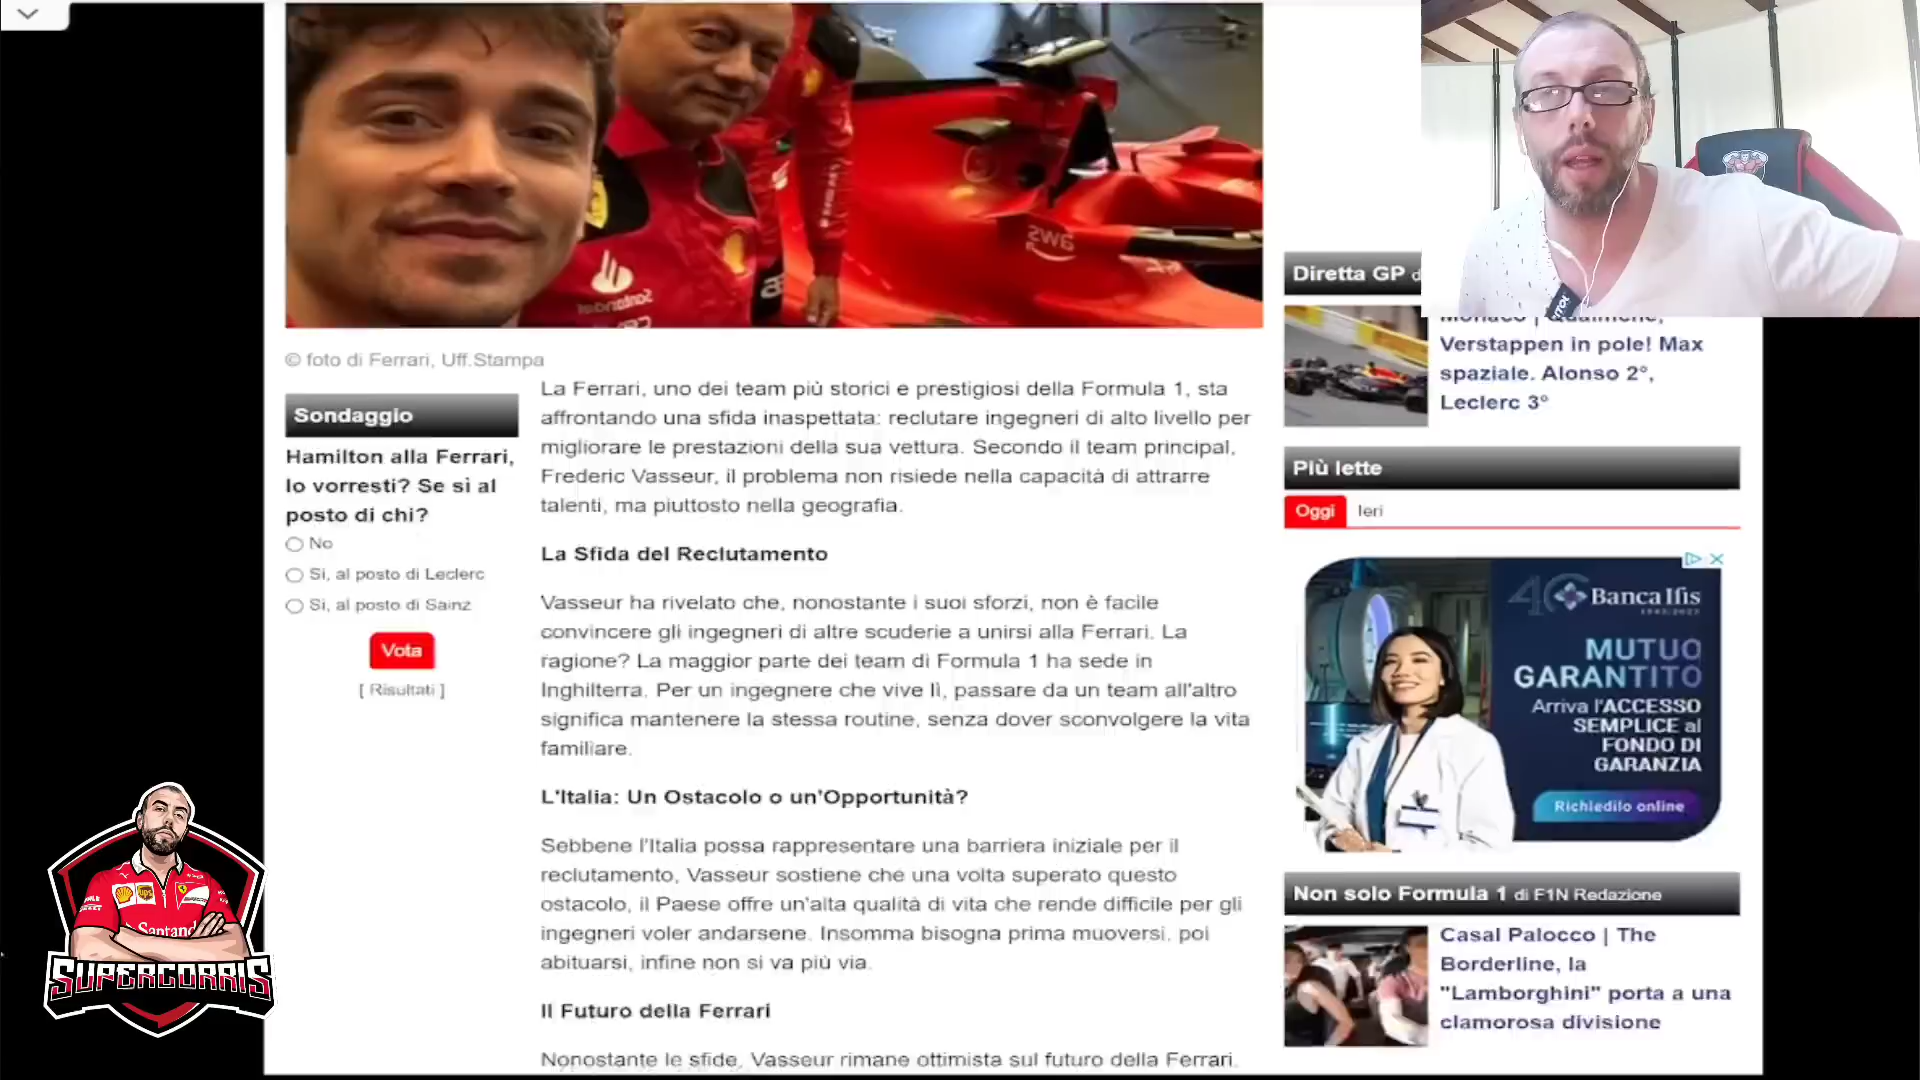 Santander
aws
© foto di Ferrari, Uff.Stampa
Sondaggio
Hamilton alla Ferrari,
lo vorresti? Se sì al
posto di chi?
No
Si, al posto di Leclerc
Si, al posto di Sainz
Vota
[ Risultati ]
La Ferrari, uno dei team più storici e prestigiosi della Formula 1, sta
affrontando una sfida inaspettata: reclutare ingegneri di alto livello per
migliorare le prestazioni della sua vettura. Secondo il team principal,
Frederic Vasseur, il problema non risiede nella capacità di attrarre
talenti, ma piuttosto nella geografia.
La Sfida del Reclutamento
Vasseur ha rivelato che, nonostante i suoi sforzi, non è facile
convincere gli ingegneri di altre scuderie a unirsi alla Ferrari. La
ragione? La maggior parte dei team di Formula 1 ha sede in
Inghilterra. Per un ingegnere che vive lì, passare da un team all'altro
significa mantenere la stessa routine, senza dover sconvolgere la vita
familiare.
L'Italia: Un Ostacolo o un'Opportunità?
Sebbene l'Italia possa rappresentare una barriera iniziale per il
reclutamento, Vasseur sostiene che una volta superato questo
ostacolo, il Paese offre un'alta qualità di vita che rende difficile per gli
ingegneri voler andarsene. Insomma bisogna prima muoversi, poi
abituarsi, infine non si va più via.
Il Futuro della Ferrari
Nonostante le sfide, Vasseur rimane ottimista sul futuro della Ferrari.
Diretta GP d
Monaco | Qualifiche,
Verstappen in pole! Max
spaziale. Alonso 2°,
Leclerc 3°
Più lette
Oggi
Ieri
40 Banca Ifis
1983/2023
MUTUO
GARANTITO
Arriva l'ACCESSO
SEMPLICE al
FONDO DI
GARANZIA
Richiedilo online
Non solo Formula 1 di F1N Redazione
Casal Palocco | The
Borderline, la
"Lamborghini" porta a una
clamorosa divisione
ups
Santand
SUPERCORRIS